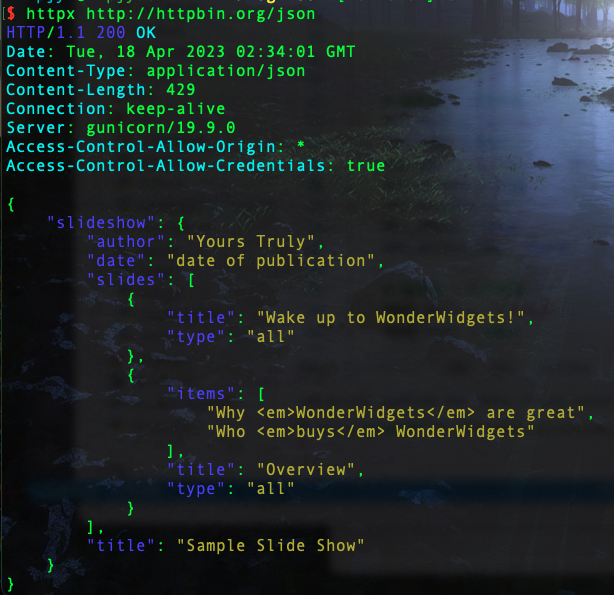 $ httpx http://httpbin.org/json
HTTP/1.1 200 OK
Date: Tue, 18 Apr 2023 02:34:01 GMT
Content-Type: application/json
Content-Length: 429
Connection: keep-alive
Server: gunicorn/19.9.0
Access-Control-Allow-Origin: *
Access-Control-Allow-Credentials: true

{
    "slideshow": {
        "author": "Yours Truly",
        "date": "date of publication",
        "slides": [
            {
                "title": "Wake up to WonderWidgets!",
                "type": "all"
            },
            {
                "items": [
                    "Why <em>WonderWidgets</em> are great",
                    "Who <em>buys</em> WonderWidgets"
                ],
                "title": "Overview",
                "type": "all"
            }
        ],
        "title": "Sample Slide Show"
    }
}